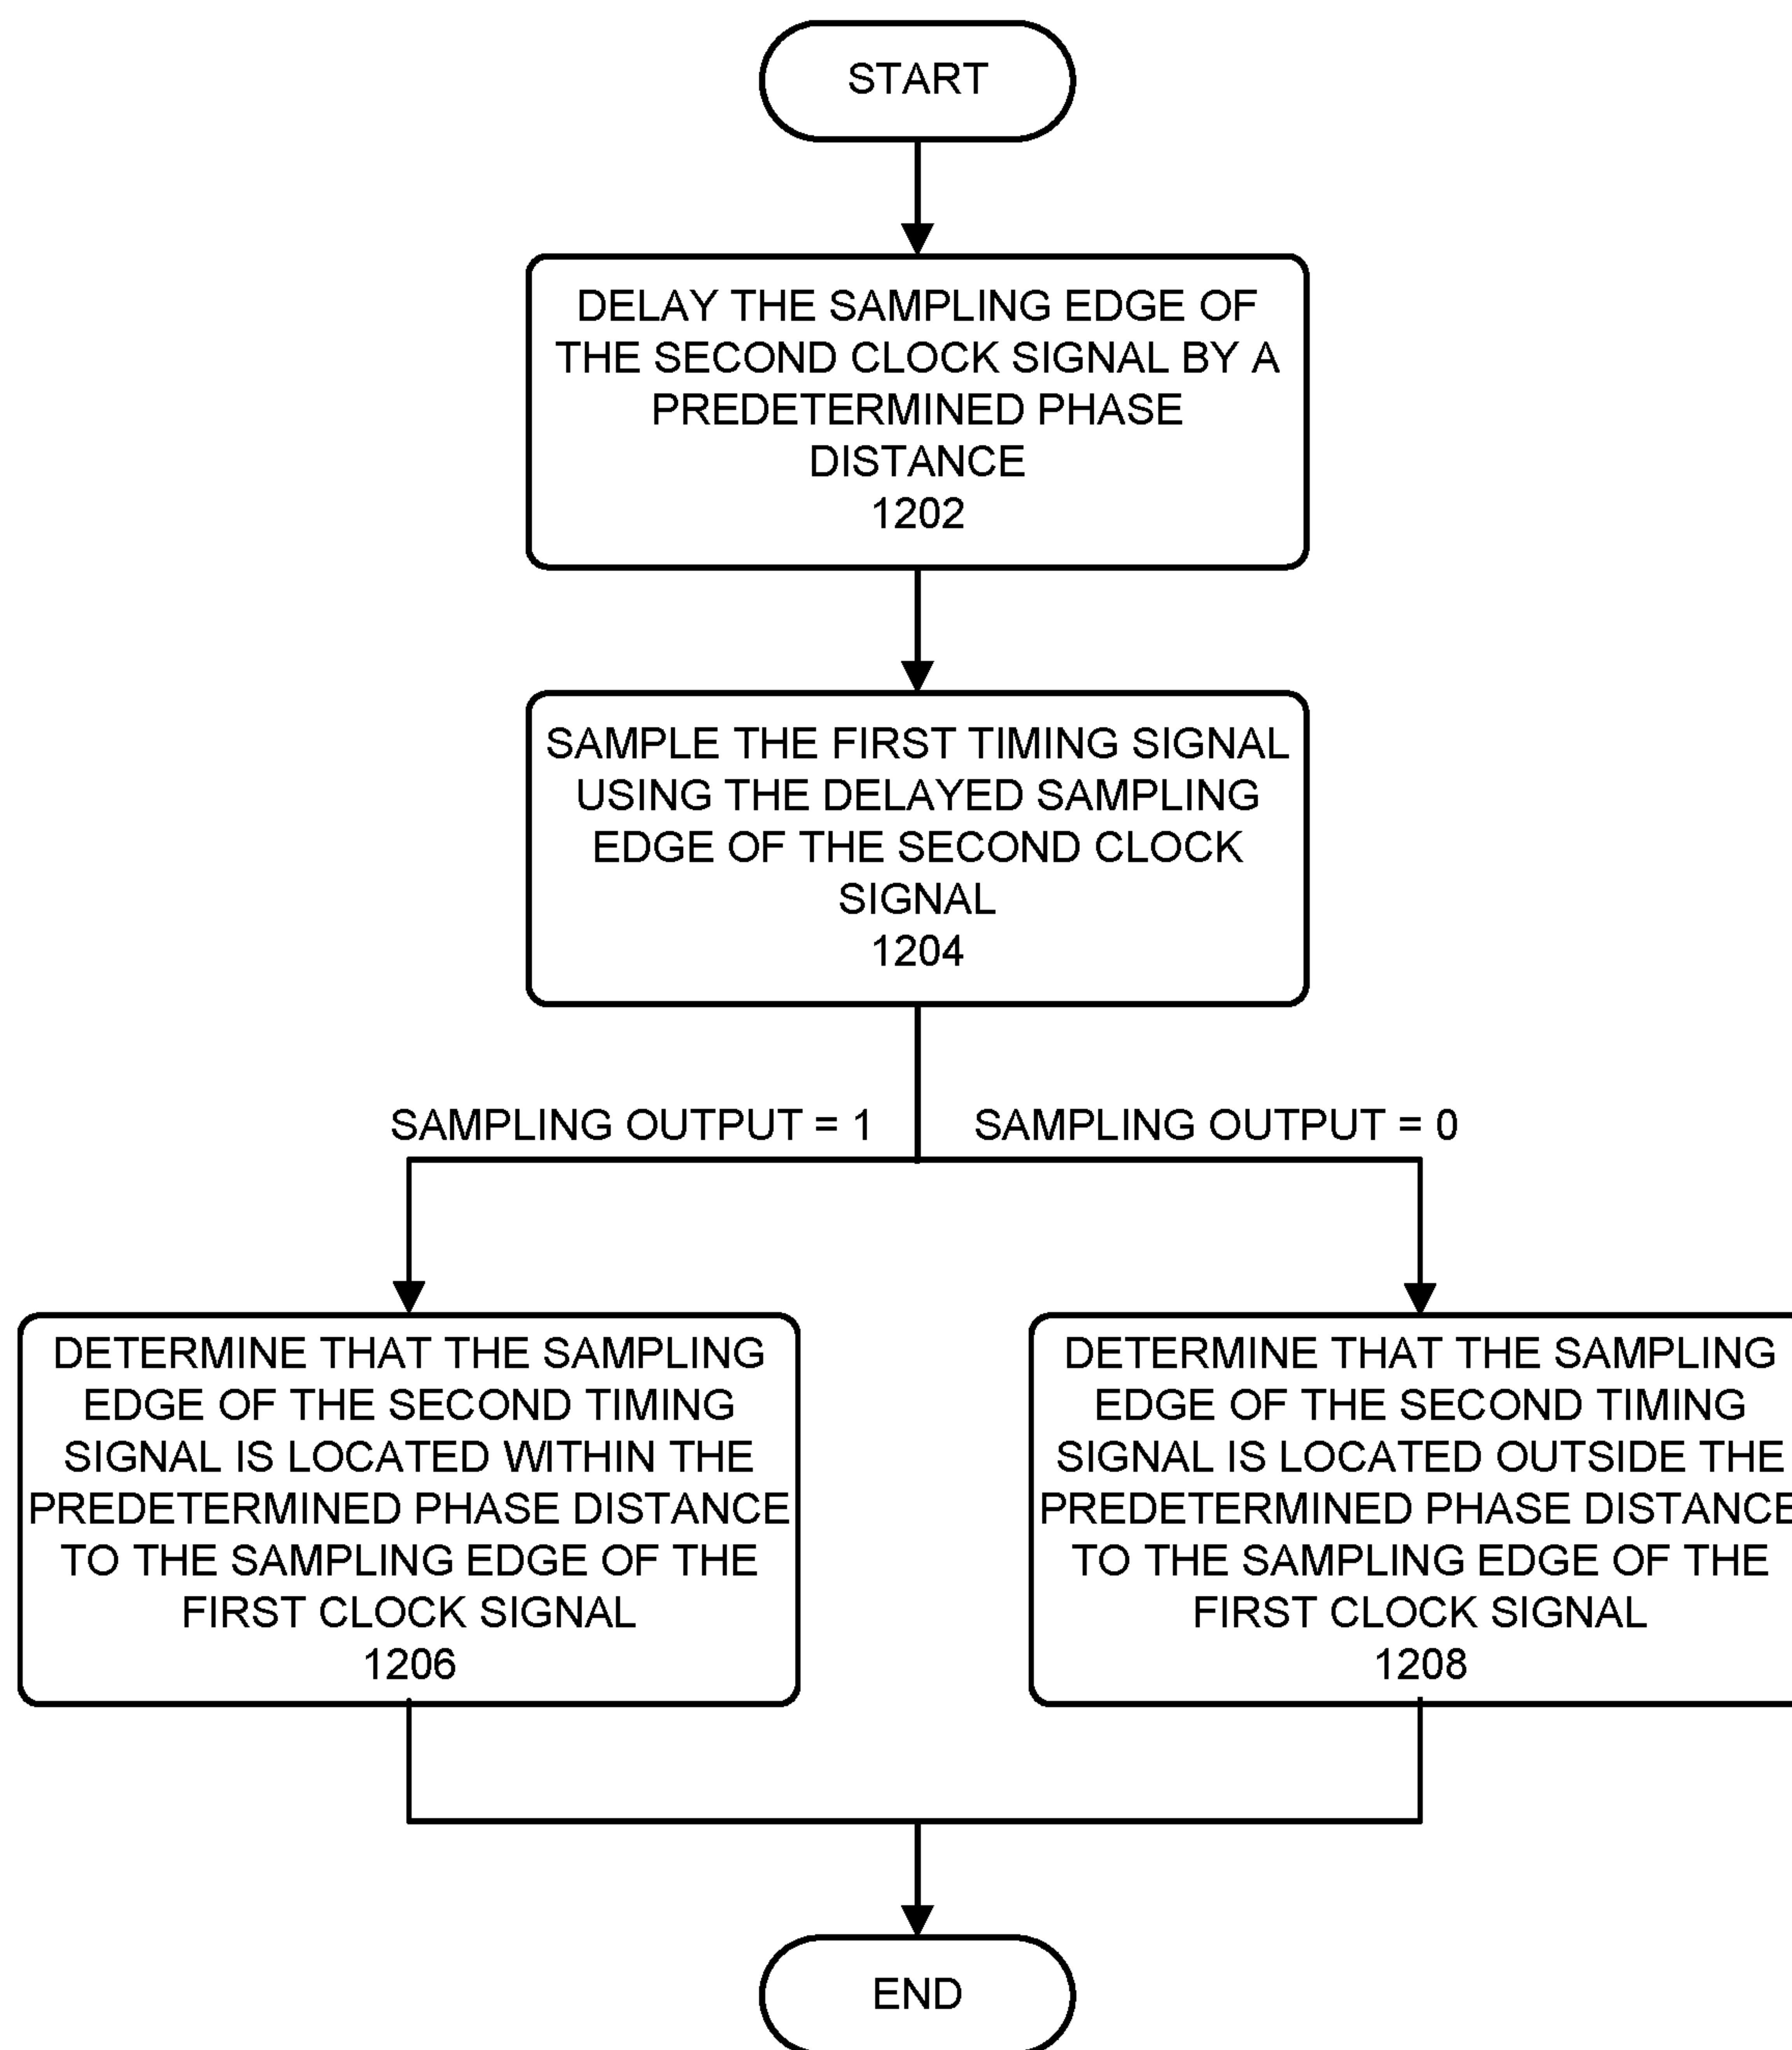 START
DELAY THE SAMPLING EDGE OF
THE SECOND CLOCK SIGNAL BY A
PREDETERMINED PHASE
DISTANCE
1202
SAMPLE THE FIRST TIMING SIGNAL
USING THE DELAYED SAMPLING
EDGE OF THE SECOND CLOCK
SIGNAL
1204
SAMPLING OUTPUT = 1
SAMPLING OUTPUT = 0
DETERMINE THAT THE SAMPLING
EDGE OF THE SECOND TIMING
SIGNAL IS LOCATED WITHIN THE
PREDETERMINED PHASE DISTANCE
TO THE SAMPLING EDGE OF THE
FIRST CLOCK SIGNAL
1206
DETERMINE THAT THE SAMPLING
EDGE OF THE SECOND TIMING
SIGNAL IS LOCATED OUTSIDE THE
PREDETERMINED PHASE DISTANCE
TO THE SAMPLING EDGE OF THE
FIRST CLOCK SIGNAL
1208
END